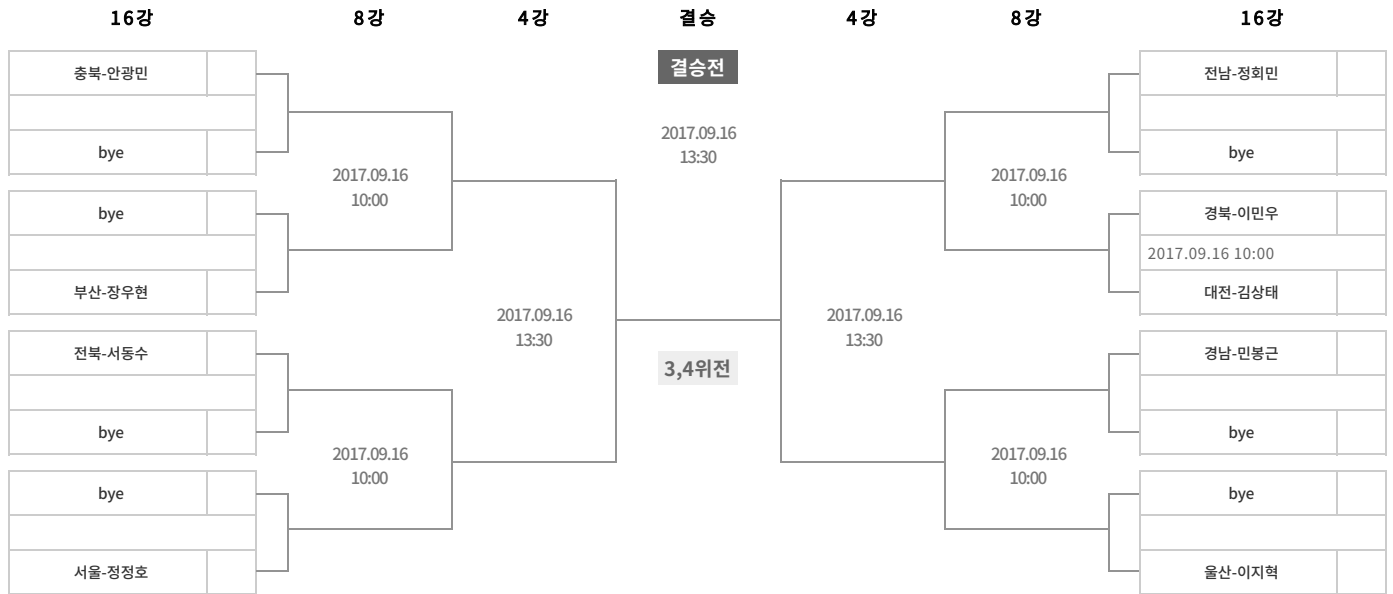 16강 8강 4강 결승 4강 8강 16강
결승전
충북-안광민
전남-정회민
2017.09.16
13:30
bye
bye
2017.09.16
10:00
2017.09.16
10:00
bye
경북-이민우
2017.09.16 10:00
부산-장우현
대전-김상태
2017.09.16
13:30
2017.09.16
13:30
전북-서동수
경남-민봉근
3,4위전
bye
bye
2017.09.16
10:00
2017.09.16
10:00
bye
bye
서울-정정호
울산-이지혁